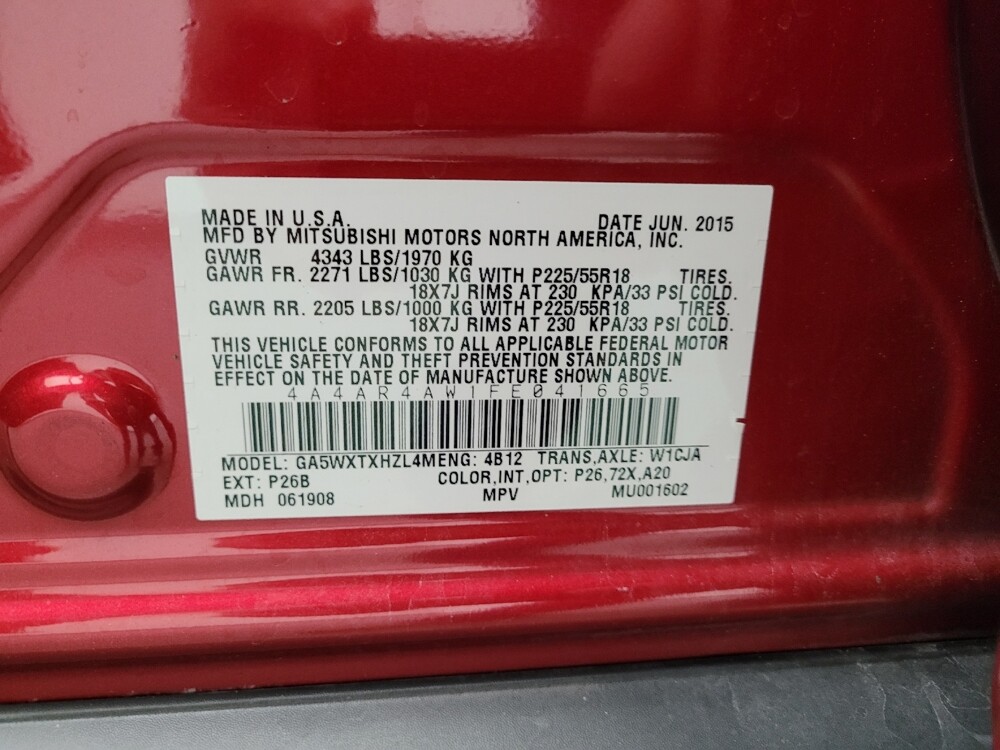 MADE IN U.S.A. DATE JUN. 2015
MFD BY MITSUBISHI MOTORS NORTH AMERICA, INC.
GVWR 4343 LBS/1970 KG
GAWR FR. 2271 LBS/1030 KG WITH P225/55R18 TIRES.
18X7J RIMS AT 230 KPA/33 PSI COLD.
GAWR RR. 2205 LBS/1000 KG WITH P225/55R18 TIRES.
18X7J RIMS AT 230 KPA/33 PSI COLD.
THIS VEHICLE CONFORMS TO ALL APPLICABLE FEDERAL MOTOR
VEHICLE SAFETY AND THEFT PREVENTION STANDARDS IN
EFFECT ON THE DATE OF MANUFACTURE SHOWN ABOVE.
4A4AR4AW1FE041665
MODEL: GA5WXTXHZL4MENG: 4B12 TRANS,AXLE: W1CJA
EXT: P26B COLOR,INT,OPT: P26,72X,A20
MDH 061908 MPV MU001602